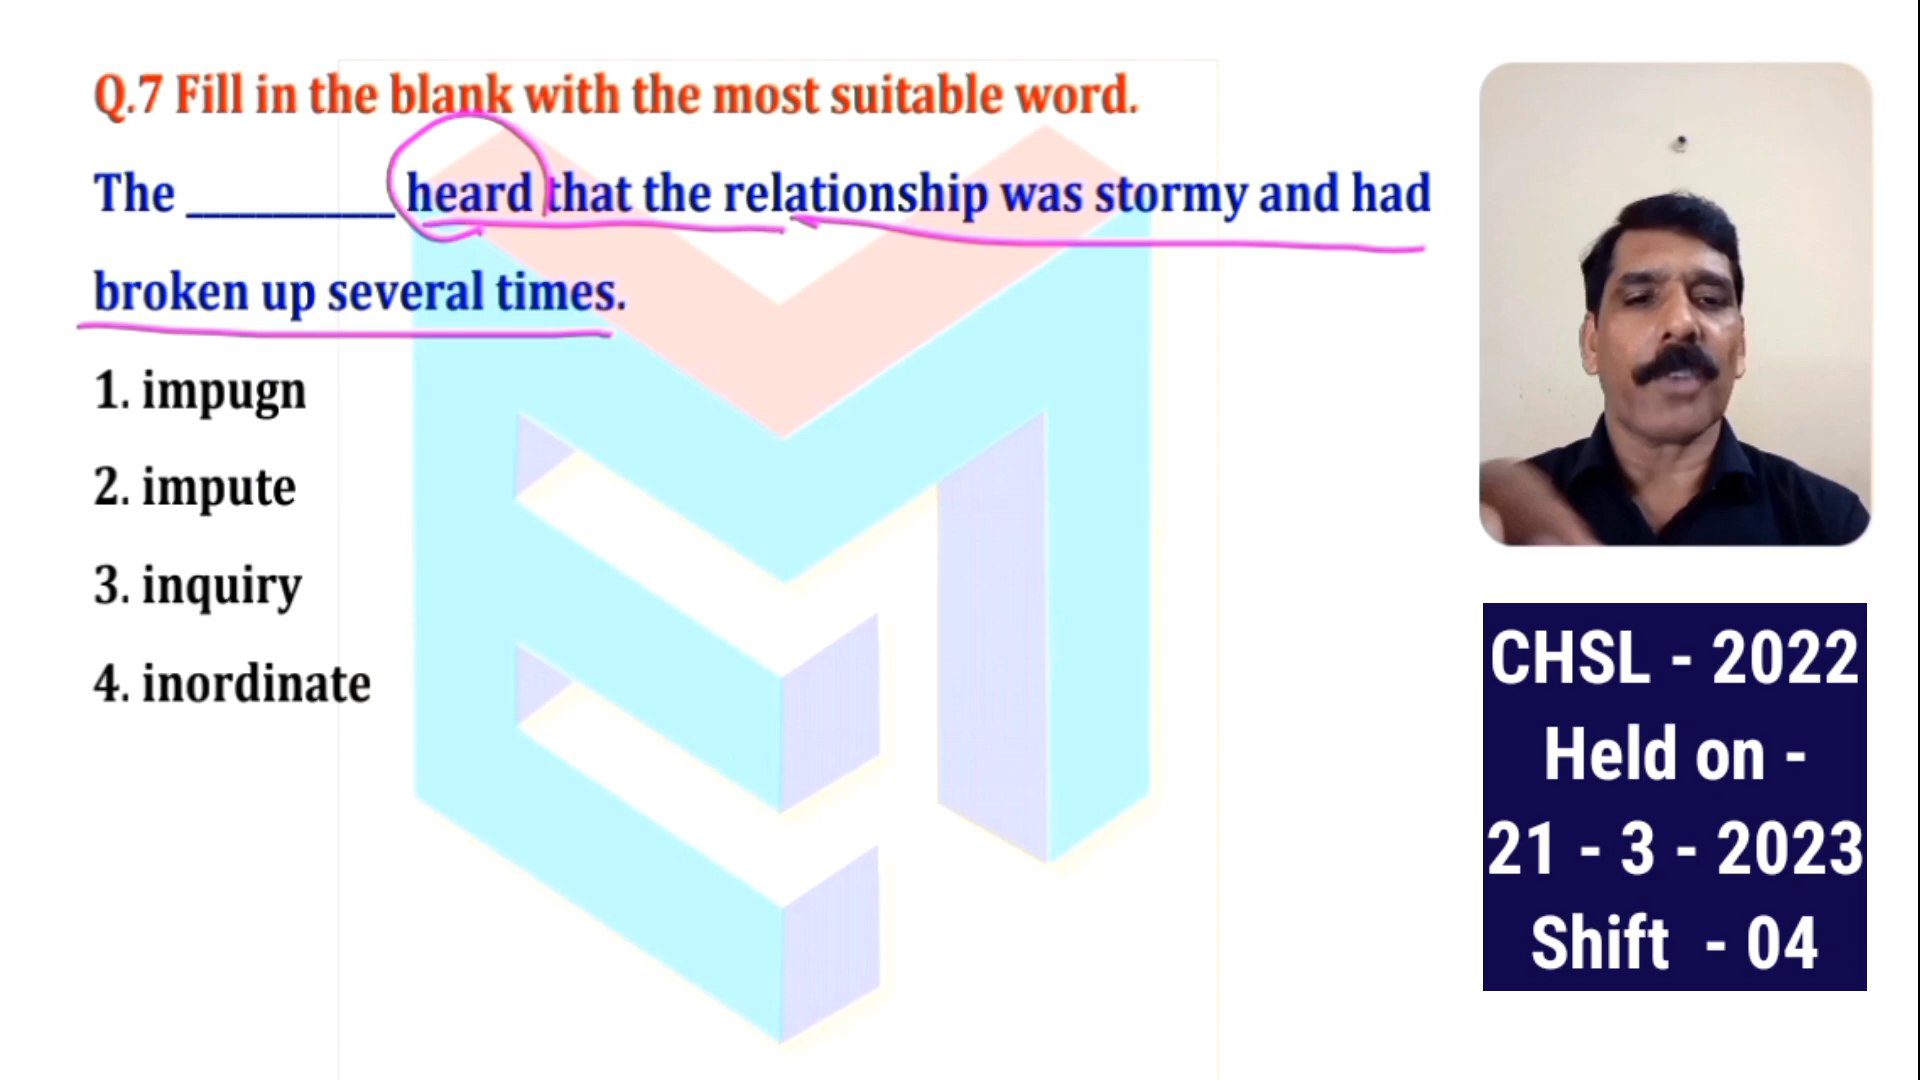 Q.7 Fill in the blank with the most suitable word.
The ____________ heard that the relationship was stormy and had
broken up several times.
1. impugn
2. impute
3. inquiry
4. inordinate
CHSL - 2022
Held on -
21 - 3 - 2023
Shift - 04